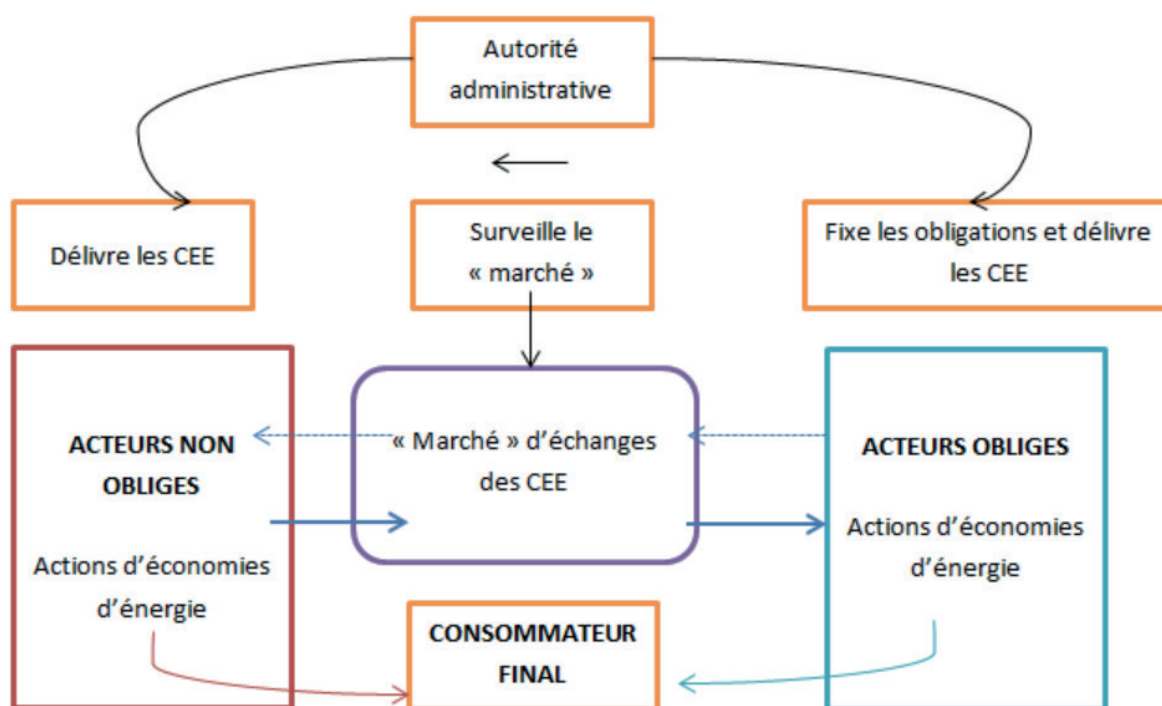 Autorité
administrative
Délivre les CEE
Surveille le
« marché »
Fixe les obligations et délivre
les CEE
ACTEURS NON
OBLIGES
Actions d’économies
d’énergie
« Marché » d’échanges
des CEE
ACTEURS OBLIGES
Actions d’économies
d’énergie
CONSOMMATEUR
FINAL